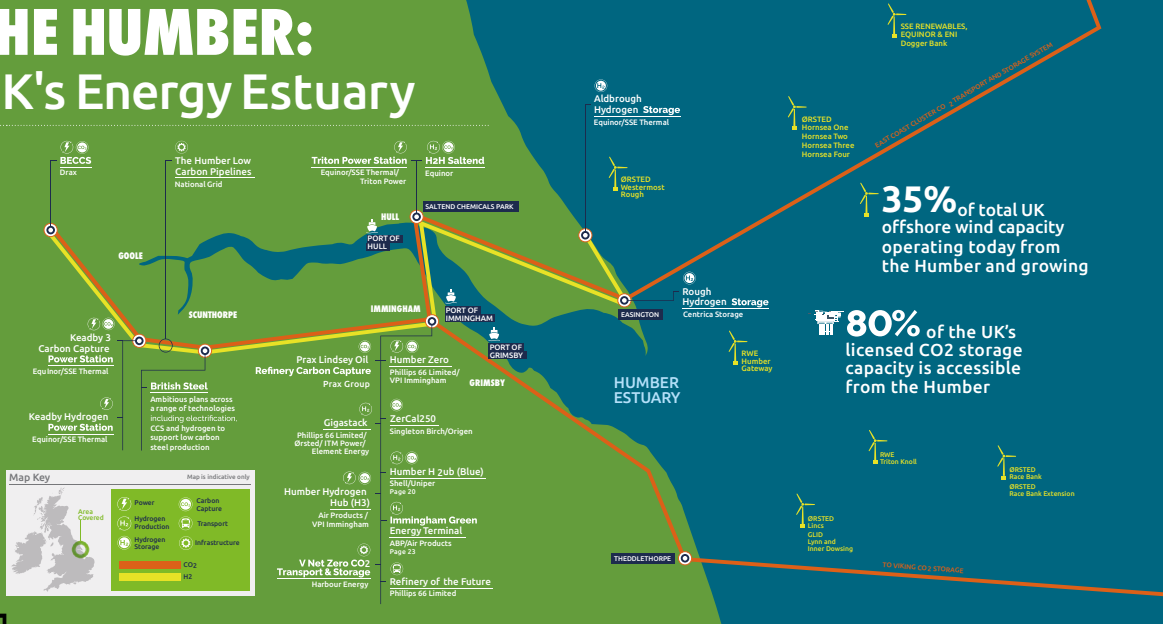 HE HUMBER:
K's Energy Estuary
BECCS
Drax
The Humber Low
Carbon Pipelines
National Grid
Triton Power Station
Equinor/SSE Thermal/
Triton Power
H2H Saltend
Equinor
SALTEND CHEMICALS PARK
HULL
PORT OF
HULL
GOOLE
SCUNTHORPE
IMMINGHAM
PORT OF
IMMINGHAM
PORT OF
GRIMSBY
GRIMSBY
EASINGTON
Aldbrough
Hydrogen Storage
Equinor/SSE Thermal
Rough
Hydrogen Storage
Centrica Storage
HUMBER
ESTUARY
THEDDLETHORPE
EAST COAST CLUSTER CO 2 TRANSPORT AND STORAGE SYSTEM
TO VIKING CO2 STORAGE
SSE RENEWABLES,
EQUINOR & ENI
Dogger Bank
ØRSTED
Hornsea One
Hornsea Two
Hornsea Three
Hornsea Four
ØRSTED
Westermost
Rough
35% of total UK
offshore wind capacity
operating today from
the Humber and growing
80% of the UK's
licensed CO2 storage
capacity is accessible
from the Humber
RWE
Humber
Gateway
RWE
Triton Knoll
ØRSTED
Race Bank
ØRSTED
Race Bank Extension
ØRSTED
Lincs
GLID
Lynn and
Inner Dowsing
Keadby 3
Carbon Capture
Power Station
Equinor/SSE Thermal
Keadby Hydrogen
Power Station
Equinor/SSE Thermal
British Steel
Ambitious plans across
a range of technologies
including electrification,
CCS and hydrogen to
support low carbon
steel production
Prax Lindsey Oil
Refinery Carbon Capture
Prax Group
Gigastack
Phillips 66 Limited/
Ørsted/ ITM Power/
Element Energy
Humber Hydrogen
Hub (H3)
Air Products /
VPI Immingham
V Net Zero CO2
Transport & Storage
Harbour Energy
Humber Zero
Phillips 66 Limited/
VPI Immingham
ZerCal250
Singleton Birch/Origen
Humber H 2ub (Blue)
Shell/Uniper
Page 20
Immingham Green
Energy Terminal
ABP/Air Products
Page 23
Refinery of the Future
Phillips 66 Limited
Map Key
Map is indicative only
Area
Covered
Power
Carbon
Capture
Hydrogen
Production
Transport
Hydrogen
Storage
Infrastructure
CO2
H2